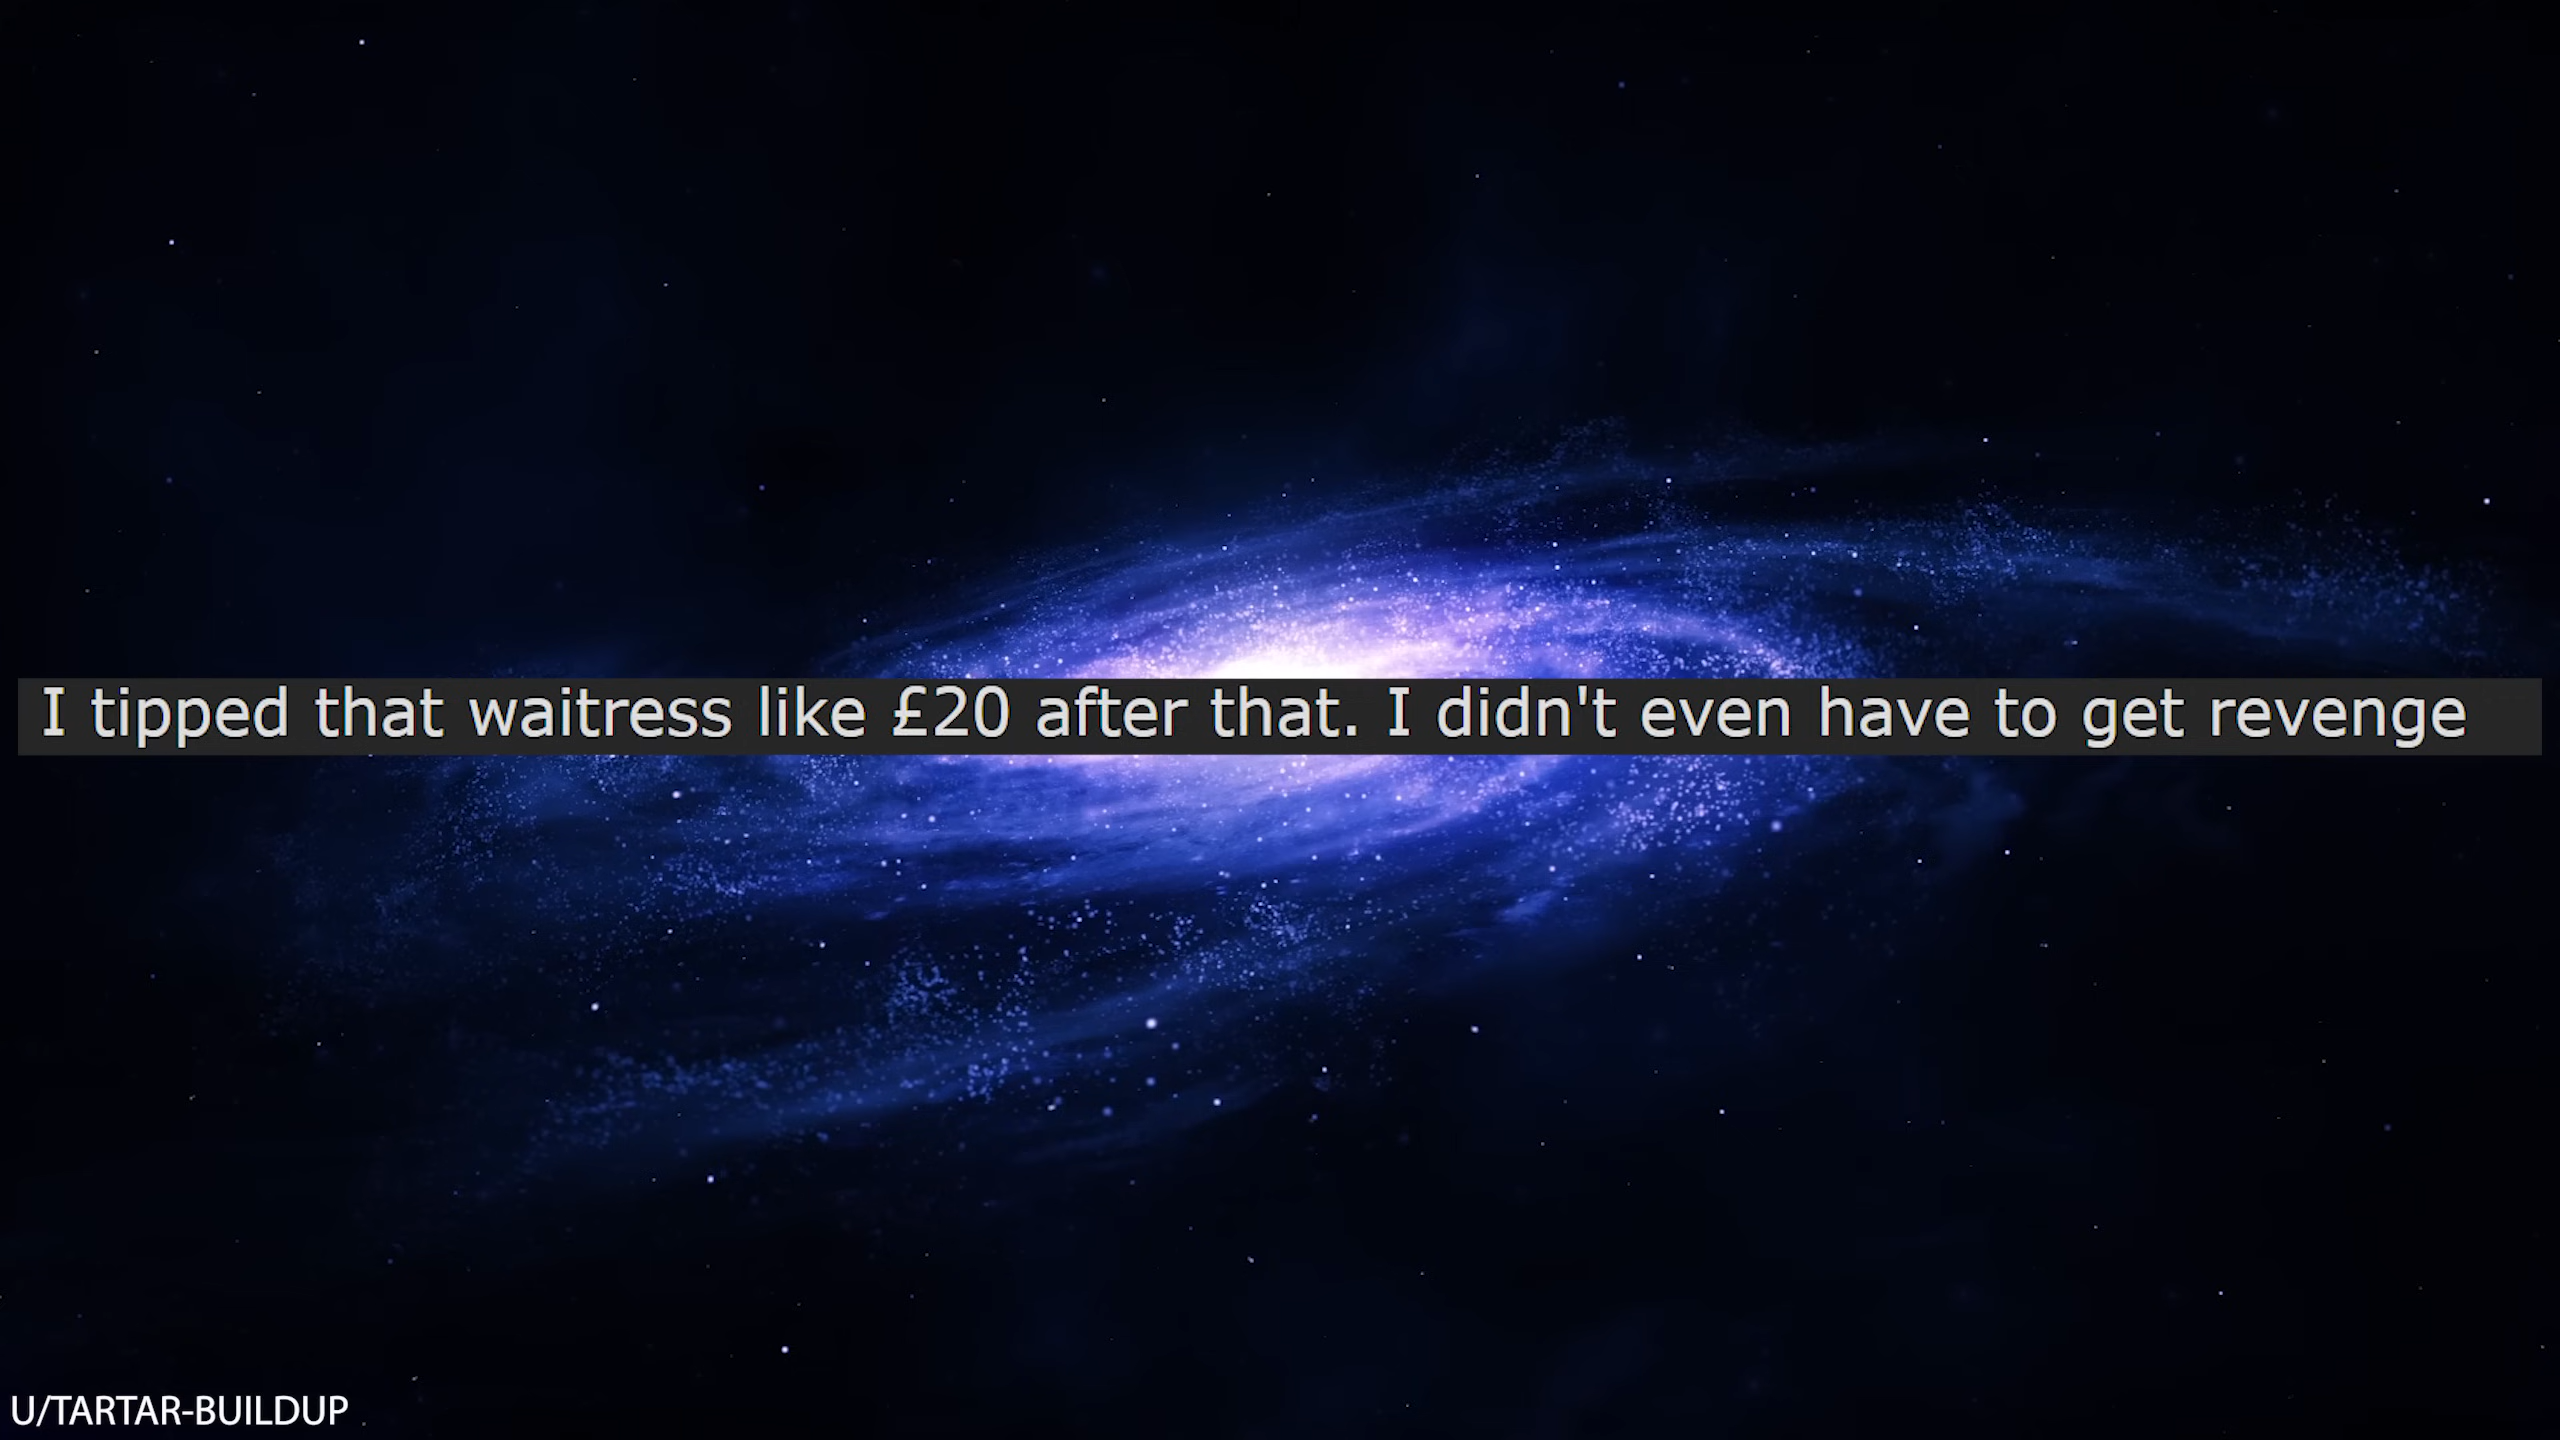 I tipped that waitress like £20 after that. I didn't even have to get revenge
U/TARTAR-BUILDUP